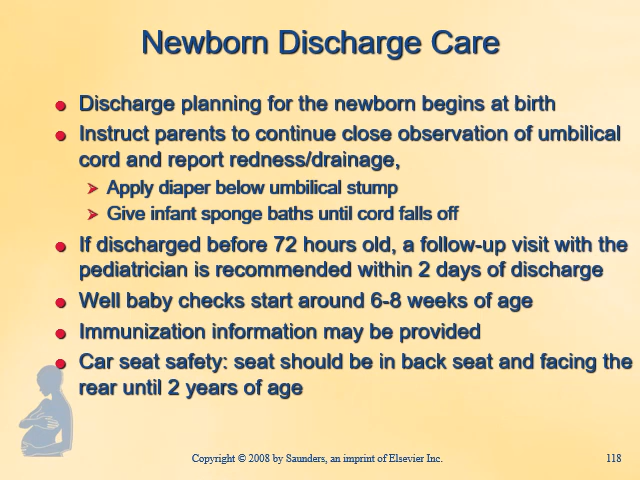 Newborn Discharge Care
Discharge planning for the newborn begins at birth
Instruct parents to continue close observation of umbilical
cord and report redness/drainage,
Apply diaper below umbilical stump
Give infant sponge baths until cord falls off
If discharged before 72 hours old, a follow-up visit with the
pediatrician is recommended within 2 days of discharge
Well baby checks start around 6-8 weeks of age
Immunization information may be provided
Car seat safety: seat should be in back seat and facing the
rear until 2 years of age
Copyright © 2008 by Saunders, an imprint of Elsevier Inc.
118